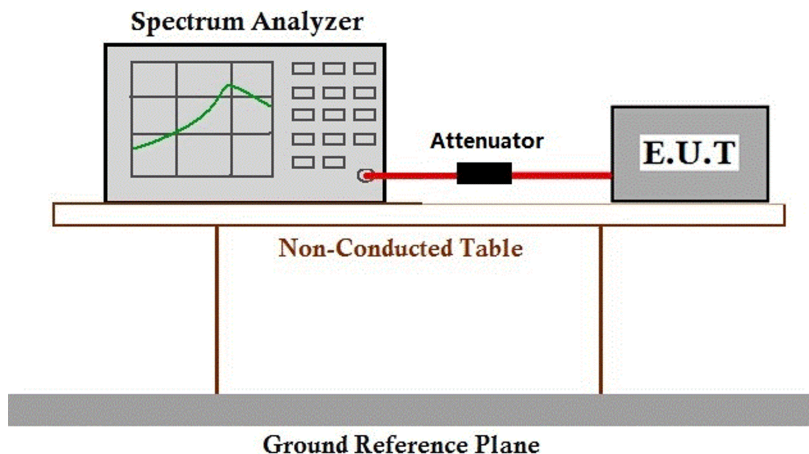 Spectrum Analyzer
Attenuator
E.U.T
Non-Conducted Table
Ground Reference Plane